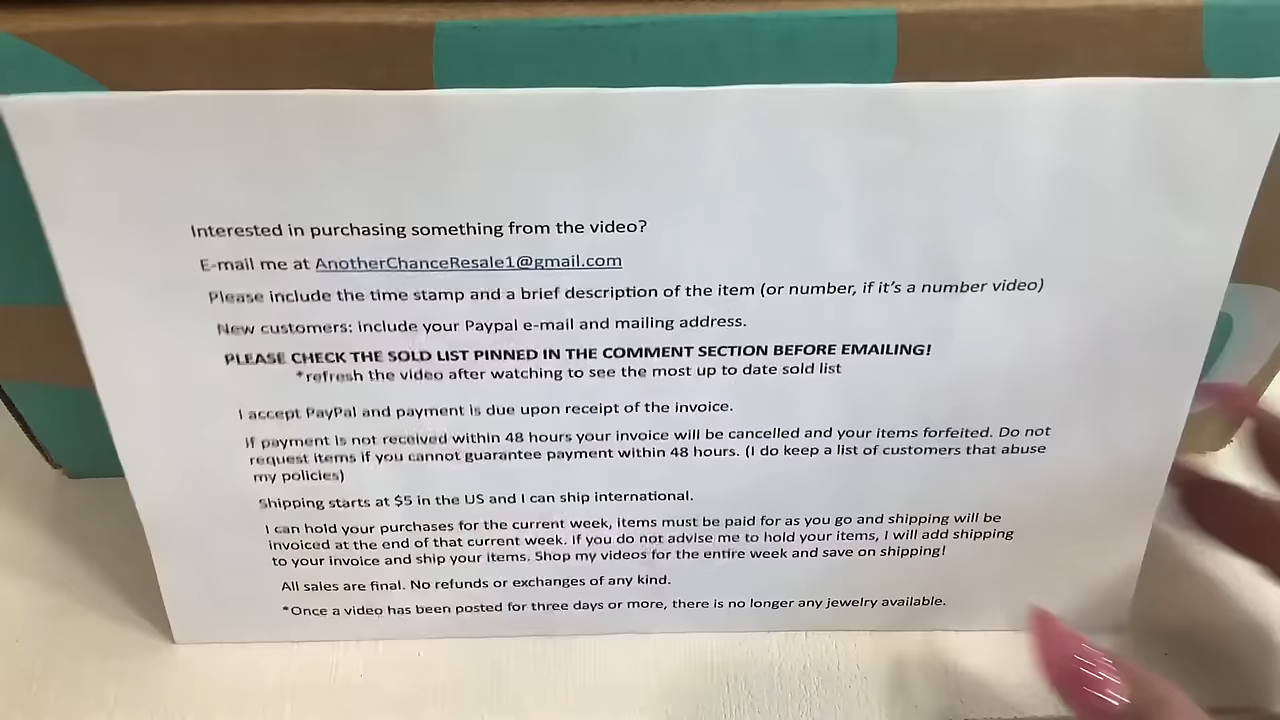 Interested in purchasing something from the video?
E-mail me at AnotherChanceResale1@gmail.com
Please include the time stamp and a brief description of the item (or number, if it's a number video)
New customers: include your Paypal e-mail and mailing address.
PLEASE CHECK THE SOLD LIST PINNED IN THE COMMENT SECTION BEFORE EMAILING!
*refresh the video after watching to see the most up to date sold list
I accept PayPal and payment is due upon receipt of the invoice.
If payment is not received within 48 hours your invoice will be cancelled and your items forfeited. Do not
request items if you cannot guarantee payment within 48 hours. (I do keep a list of customers that abuse
my policies)
Shipping starts at $5 in the US and I can ship international.
I can hold your purchases for the current week, items must be paid for as you go and shipping will be
invoiced at the end of that current week. If you do not advise me to hold your items, I will add shipping
to your invoice and ship your items. Shop my videos for the entire week and save on shipping!
All sales are final. No refunds or exchanges of any kind.
*Once a video has been posted for three days or more, there is no longer any jewelry available.